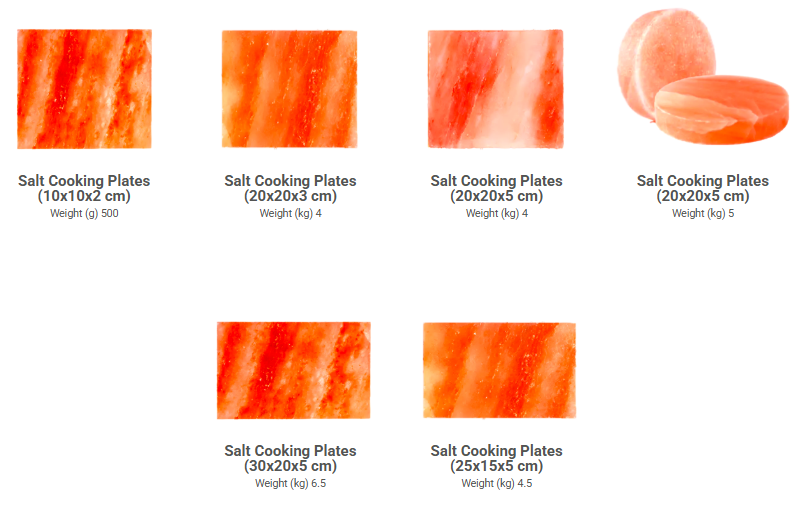 Salt Cooking Plates
(10x10x2 cm)
Weight (g) 500
Salt Cooking Plates
(20x20x3 cm)
Weight (kg) 4
Salt Cooking Plates
(20x20x5 cm)
Weight (kg) 4
Salt Cooking Plates
(20x20x5 cm)
Weight (kg) 5
Salt Cooking Plates
(30x20x5 cm)
Weight (kg) 6.5
Salt Cooking Plates
(25x15x5 cm)
Weight (kg) 4.5